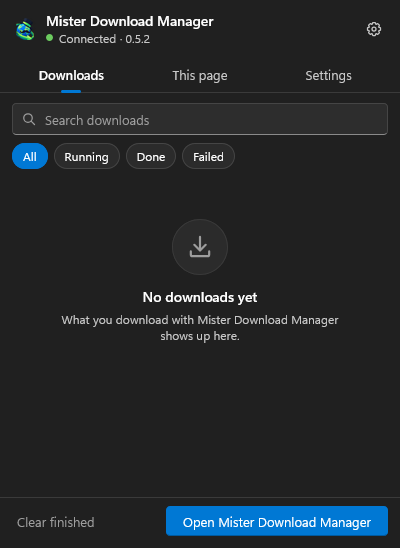 Mister Download Manager
Connected · 0.5.2
Downloads
This page
Settings
Search downloads
All
Running
Done
Failed
No downloads yet
What you download with Mister Download Manager
shows up here.
Clear finished
Open Mister Download Manager